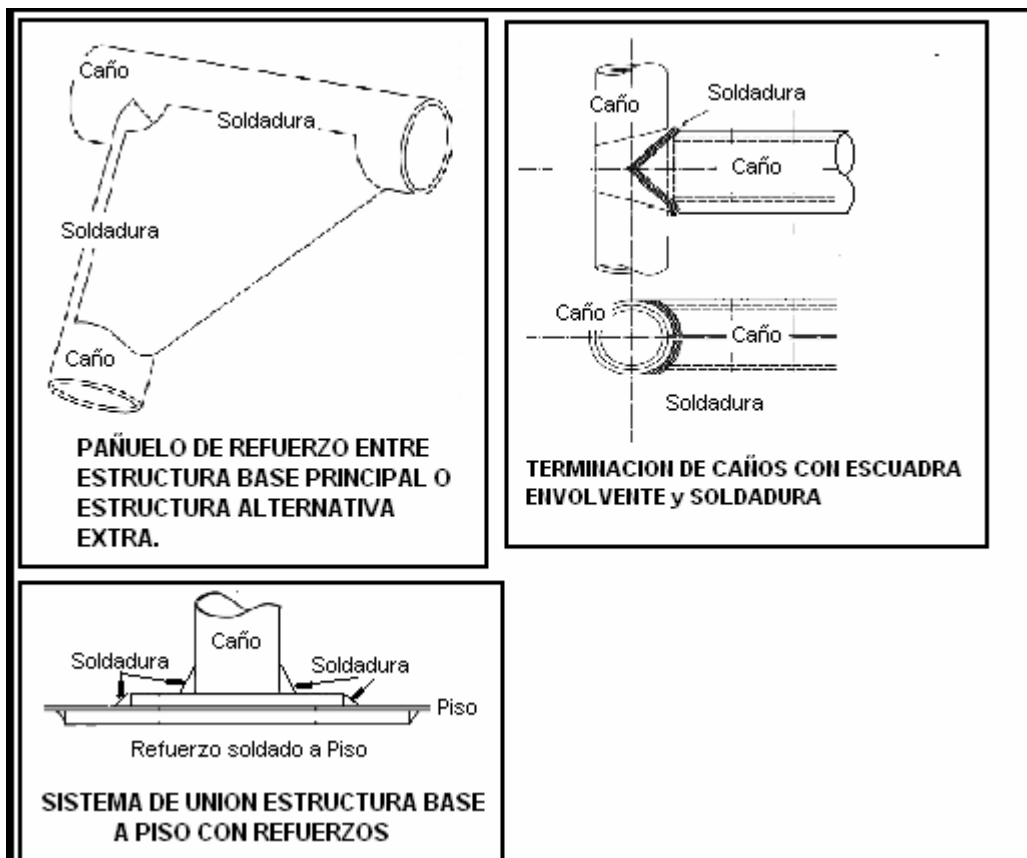 Caño
Soldadura
Soldadura
Caño
PAÑUELO DE REFUERZO ENTRE
ESTRUCTURA BASE PRINCIPAL O
ESTRUCTURA ALTERNATIVA
EXTRA.
Soldadura
Caño
Caño
Caño
Caño
Soldadura
TERMINACION DE CAÑOS CON ESCUADRA
ENVOLVENTE y SOLDADURA
Caño
Soldadura
Soldadura
Piso
Refuerzo soldado a Piso
SISTEMA DE UNION ESTRUCTURA BASE
A PISO CON REFUERZOS